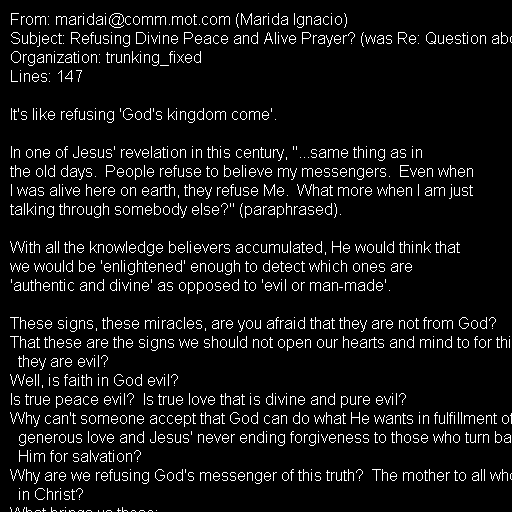 From: maridai@comm.mot.com (Marida Ignacio)
Subject: Refusing Divine Peace and Alive Prayer? (was Re: Question
Organization: trunking_fixed
Lines: 147

It's like refusing 'God's kingdom come'.

In one of Jesus' revelation in this century, "...same thing as in
the old days.  People refuse to believe my messengers.  Even when
I was alive here on earth, they refuse Me.  What more when I am just
talking through somebody else?" (paraphrased).

With all the knowledge believers accumulated, He would think that
we would be 'enlightened' enough to detect which ones are
'authentic and divine' as opposed to 'evil or man-made'.

These signs, these miracles, are you afraid that they are not from God?
That these are the signs we should not open our hearts and mind to for
  they are evil?
Well, is faith in God evil?
Is true peace evil?  Is true love that is divine and pure evil?
Why can't someone accept that God can do what He wants in fulfillment of
  generous love and Jesus' never ending forgiveness to those who turn
  Him for salvation?
Why are we refusing God's messenger of this truth?  The mother to all
  in Christ?
What brings us these: